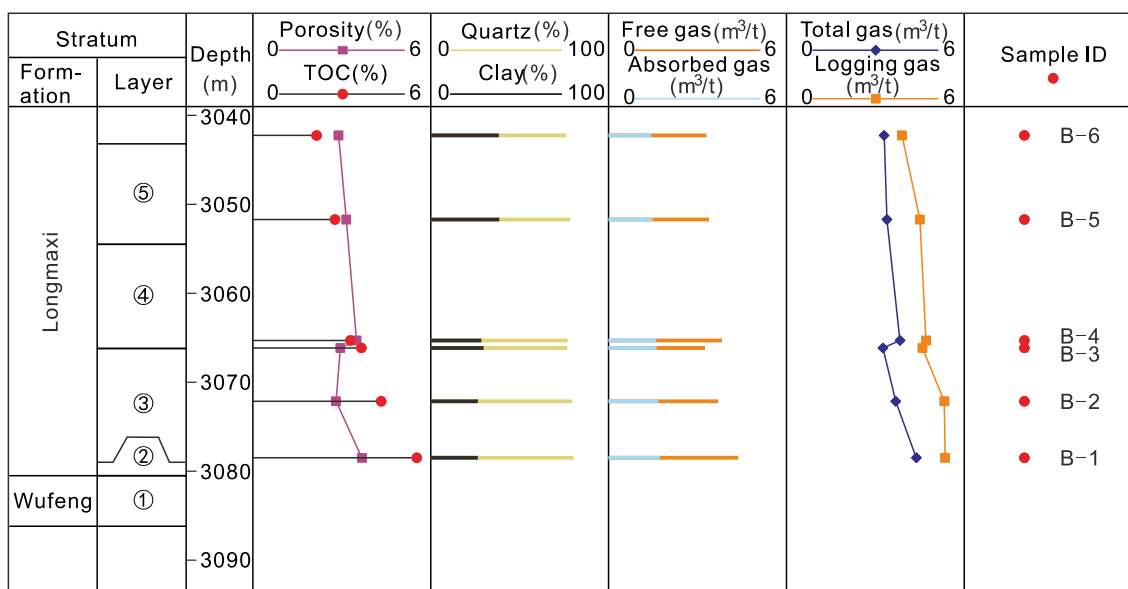 Stratum
Form-
ation
Layer
Depth
(m)
Porosity(%)
0 6
TOC(%)
0 6
Quartz(%)
0 100
Clay(%)
0 100
Free gas(m³/t)
0 6
Absorbed gas
(m³/t)
0 6
Total gas(m³/t)
0 6
Logging gas
(m³/t)
0 6
Sample ID
3040
B-6
⑤
3050
B-5
Longmaxi
④
3060
B-4
B-3
3070
③
B-2
②
B-1
3080
Wufeng
①
3090